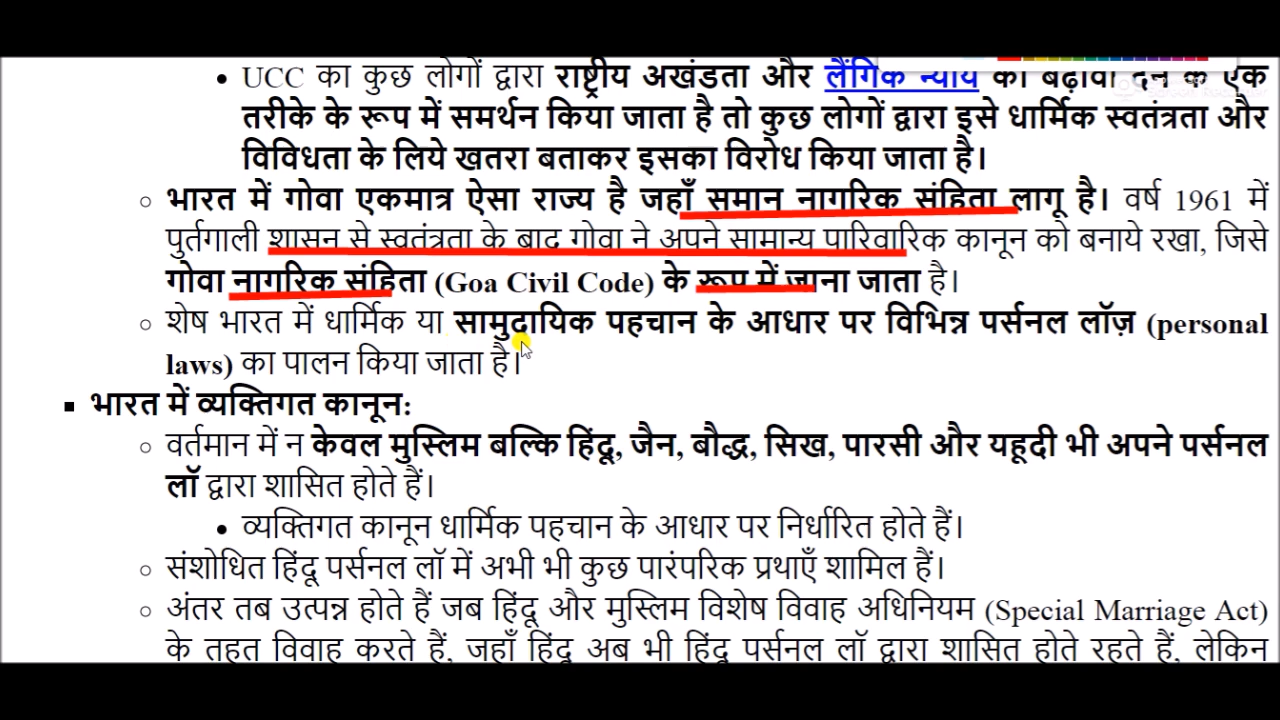 • UCC का कुछ लोगों द्वारा राष्ट्रीय अखंडता और लैंगिक न्याय को बढ़ावा देने के एक
तरीके के रूप में समर्थन किया जाता है तो कुछ लोगों द्वारा इसे धार्मिक स्वतंत्रता और
विविधता के लिये खतरा बताकर इसका विरोध किया जाता है।
○ भारत में गोवा एकमात्र ऐसा राज्य है जहाँ समान नागरिक संहिता लागू है। वर्ष 1961 में
पुर्तगाली शासन से स्वतंत्रता के बाद गोवा ने अपने सामान्य पारिवारिक कानून को बनाये रखा, जिसे
गोवा नागरिक संहिता (Goa Civil Code) के रूप में जाना जाता है।
○ शेष भारत में धार्मिक या सामुदायिक पहचान के आधार पर विभिन्न पर्सनल लॉज़ (personal
laws) का पालन किया जाता है।
▪ भारत में व्यक्तिगत कानून:
○ वर्तमान में न केवल मुस्लिम बल्कि हिंदू, जैन, बौद्ध, सिख, पारसी और यहूदी भी अपने पर्सनल
लॉ द्वारा शासित होते हैं।
• व्यक्तिगत कानून धार्मिक पहचान के आधार पर निर्धारित होते हैं।
○ संशोधित हिंदू पर्सनल लॉ में अभी भी कुछ पारंपरिक प्रथाएँ शामिल हैं।
○ अंतर तब उत्पन्न होते हैं जब हिंदू और मुस्लिम विशेष विवाह अधिनियम (Special Marriage Act)
के तहत विवाह करते हैं, जहाँ हिंदू अब भी हिंदू पर्सनल लॉ द्वारा शासित होते रहते हैं, लेकिन